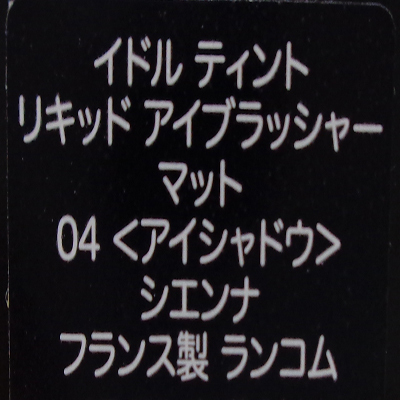 イドル ティント
リキッド アイブラッシャー
マット
04 <アイシャドウ>
シエンナ
フランス製 ランコム